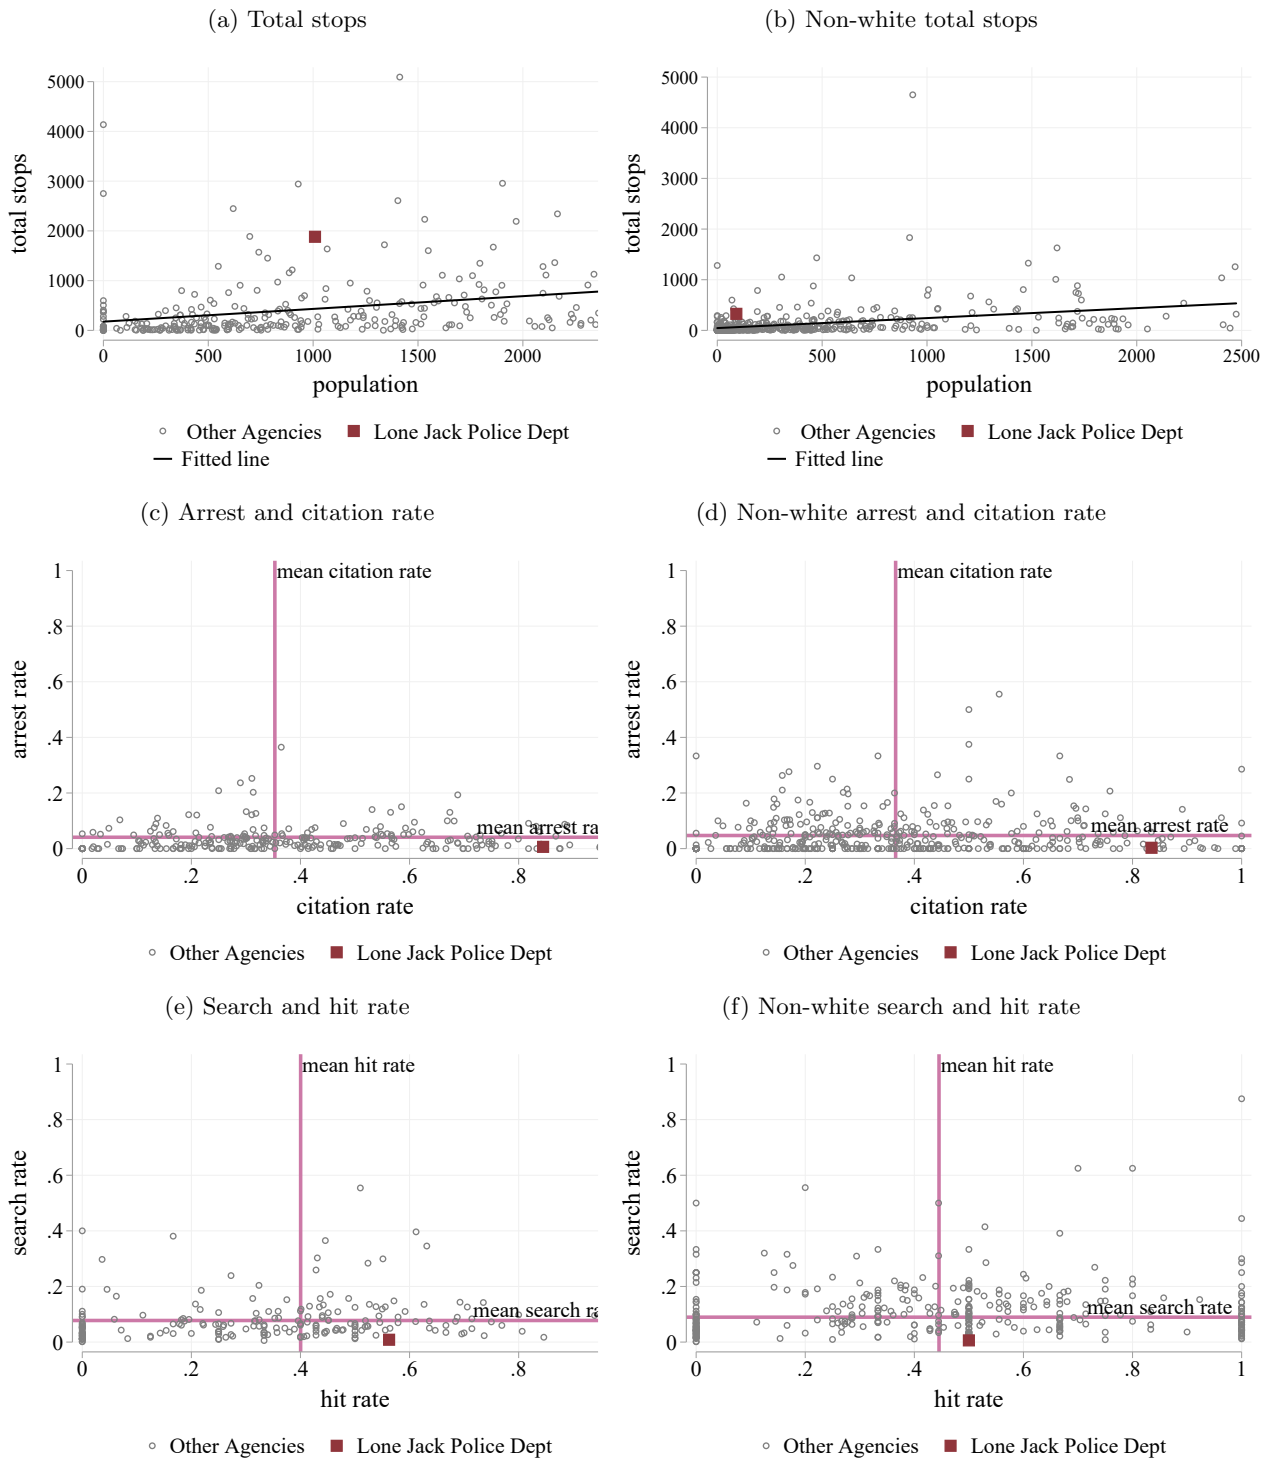 (a) Total stops
(b) Non-white total stops
total stops
5000
4000
3000
2000
1000
0
0 500 1000 1500 2000
population
Other Agencies Lone Jack Police Dept
Fitted line
total stops
5000
4000
3000
2000
1000
0
0 500 1000 1500 2000 2500
population
Other Agencies Lone Jack Police Dept
Fitted line
(c) Arrest and citation rate
(d) Non-white arrest and citation rate
arrest rate
1
.8
.6
.4
.2
0
mean citation rate
mean arrest ra
0 .2 .4 .6 .8
citation rate
Other Agencies Lone Jack Police Dept
arrest rate
1
.8
.6
.4
.2
0
mean citation rate
mean arrest rate
0 .2 .4 .6 .8 1
citation rate
Other Agencies Lone Jack Police Dept
(e) Search and hit rate
(f) Non-white search and hit rate
search rate
1
.8
.6
.4
.2
0
mean hit rate
mean search ra
0 .2 .4 .6 .8
hit rate
Other Agencies Lone Jack Police Dept
search rate
1
.8
.6
.4
.2
0
mean hit rate
mean search rate
0 .2 .4 .6 .8 1
hit rate
Other Agencies Lone Jack Police Dept